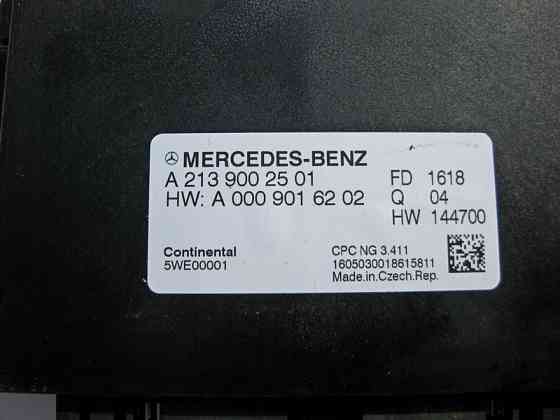 MERCEDES-BENZ
A 213 900 25 01 FD 1618
HW: A 000 901 62 02 Q 04
HW 144700
Continental CPC NG 3.411
5WE00001 1605030018615811
Made.in.Czech.Rep.